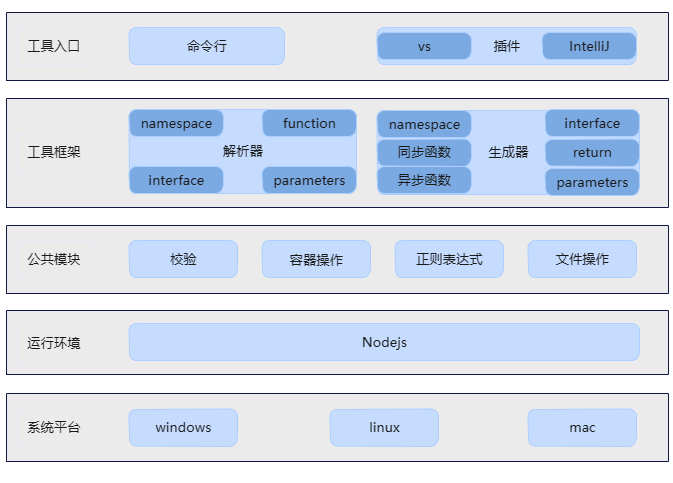 工具入口
命令行
vs
插件
IntelliJ
工具框架
namespace
function
解析器
interface
parameters
namespace
同步函数
异步函数
生成器
interface
return
parameters
公共模块
校验
容器操作
正则表达式
文件操作
运行环境
Nodejs
系统平台
windows
linux
mac